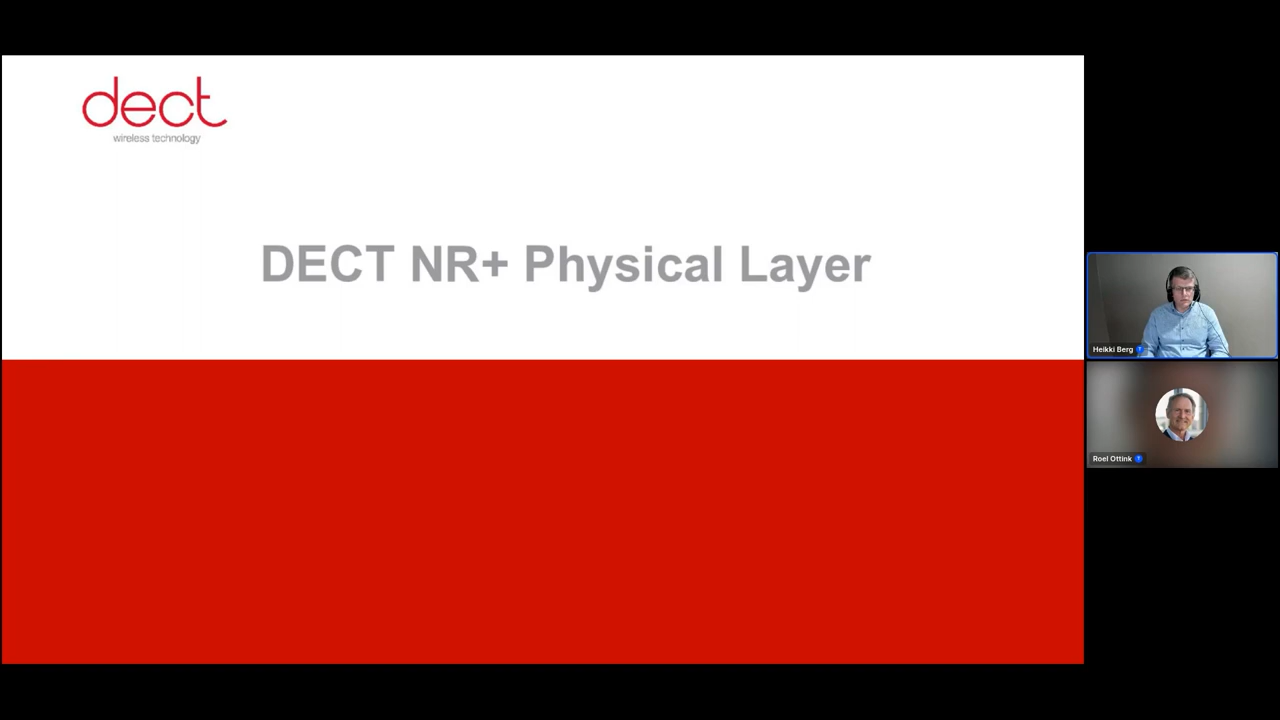 dect
wireless technology
DECT NR+ Physical Layer
Heikki Berg
Roel Ottink